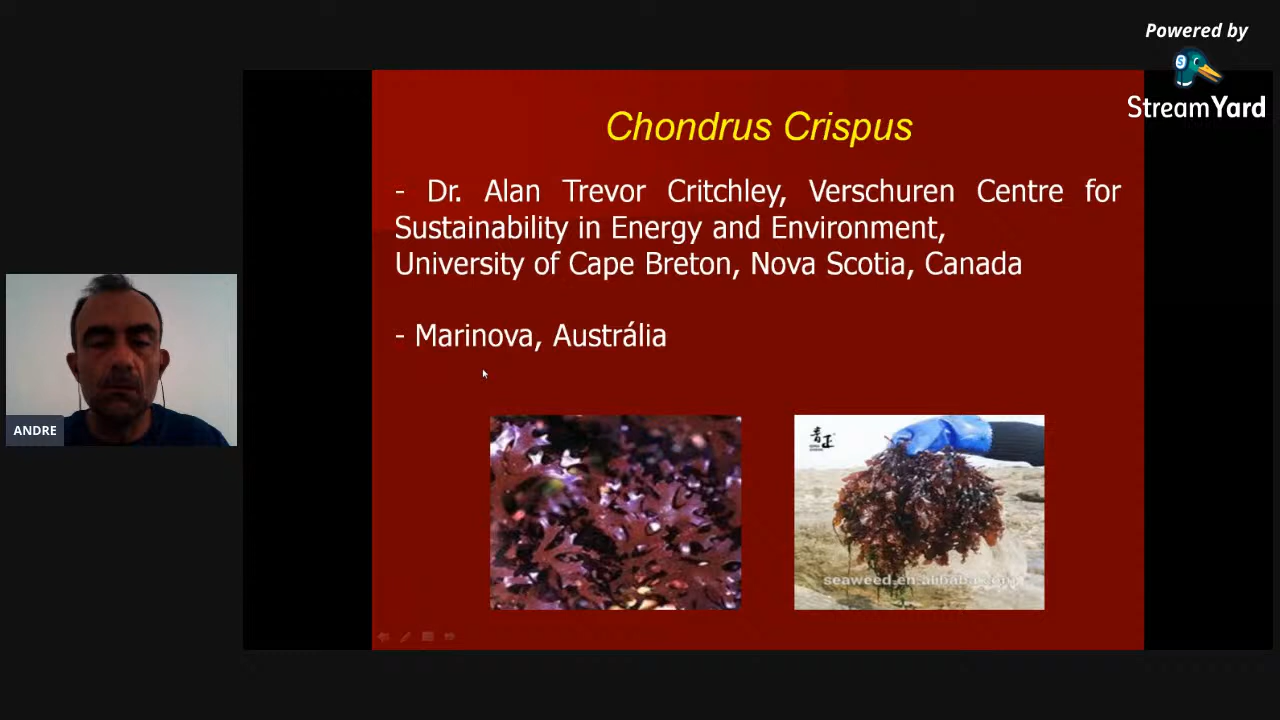 Powered by
StreamYard
Chondrus Crispus
- Dr. Alan Trevor Critchley, Verschuren Centre for
Sustainability in Energy and Environment,
University of Cape Breton, Nova Scotia, Canada
- Marinova, Austrália
ANDRE
seaweed.en.alibaba.com